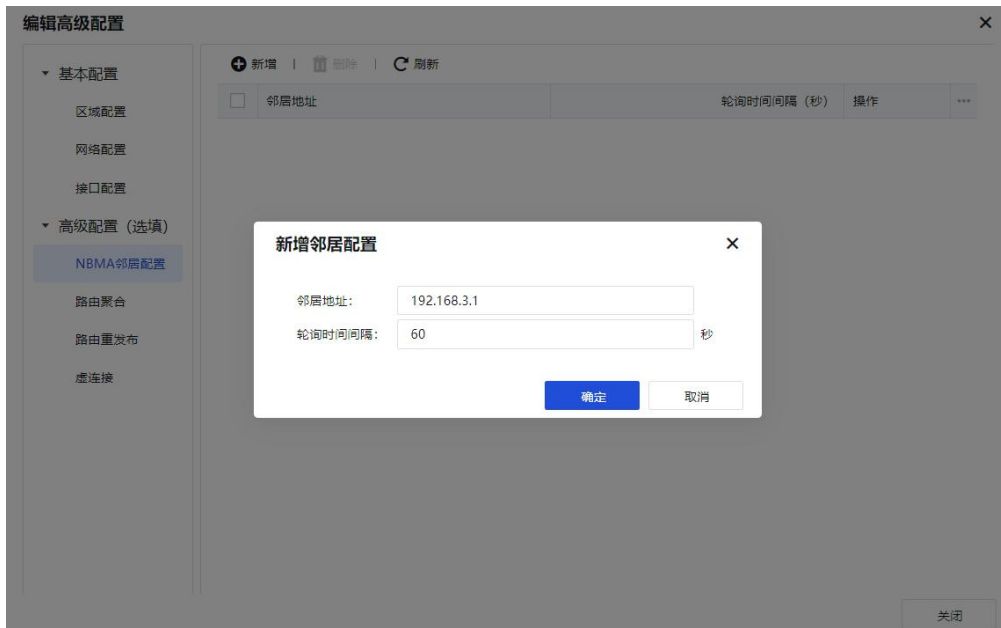 编辑高级配置
基本配置
区域配置
网络配置
接口配置
高级配置（选填）
NBMA邻居配置
路由聚合
路由重发布
虚连接
新增 | 删除 | 刷新
邻居地址 轮询时间间隔（秒） 操作
新增邻居配置
邻居地址： 192.168.3.1
轮询时间间隔： 60 秒
确定 取消
关闭